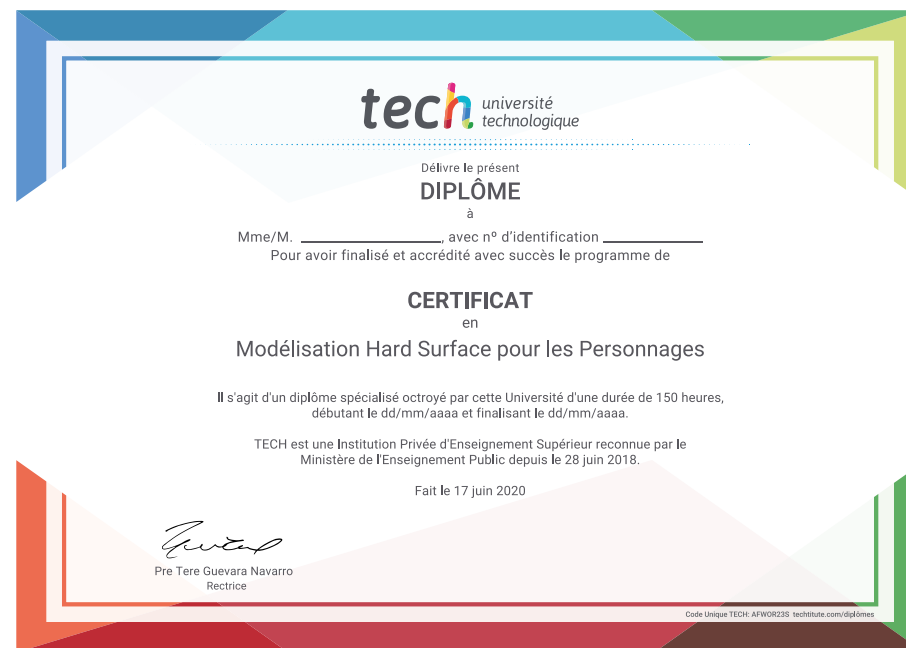 tech université
technologique
Délivre le présent
DIPLÔME
à
Mme/M. ____________________, avec nº d'identification ______________
Pour avoir finalisé et accrédité avec succès le programme de
CERTIFICAT
en
Modélisation Hard Surface pour les Personnages
Il s'agit d'un diplôme spécialisé octroyé par cette Université d'une durée de 150 heures,
débutant le dd/mm/aaaa et finalisant le dd/mm/aaaa.
TECH est une Institution Privée d'Enseignement Supérieur reconnue par le
Ministère de l'Enseignement Public depuis le 28 juin 2018.
Fait le 17 juin 2020
Pre Tere Guevara Navarro
Rectrice
Code Unique TECH: AFWOR23S techtitute.com/diplômes